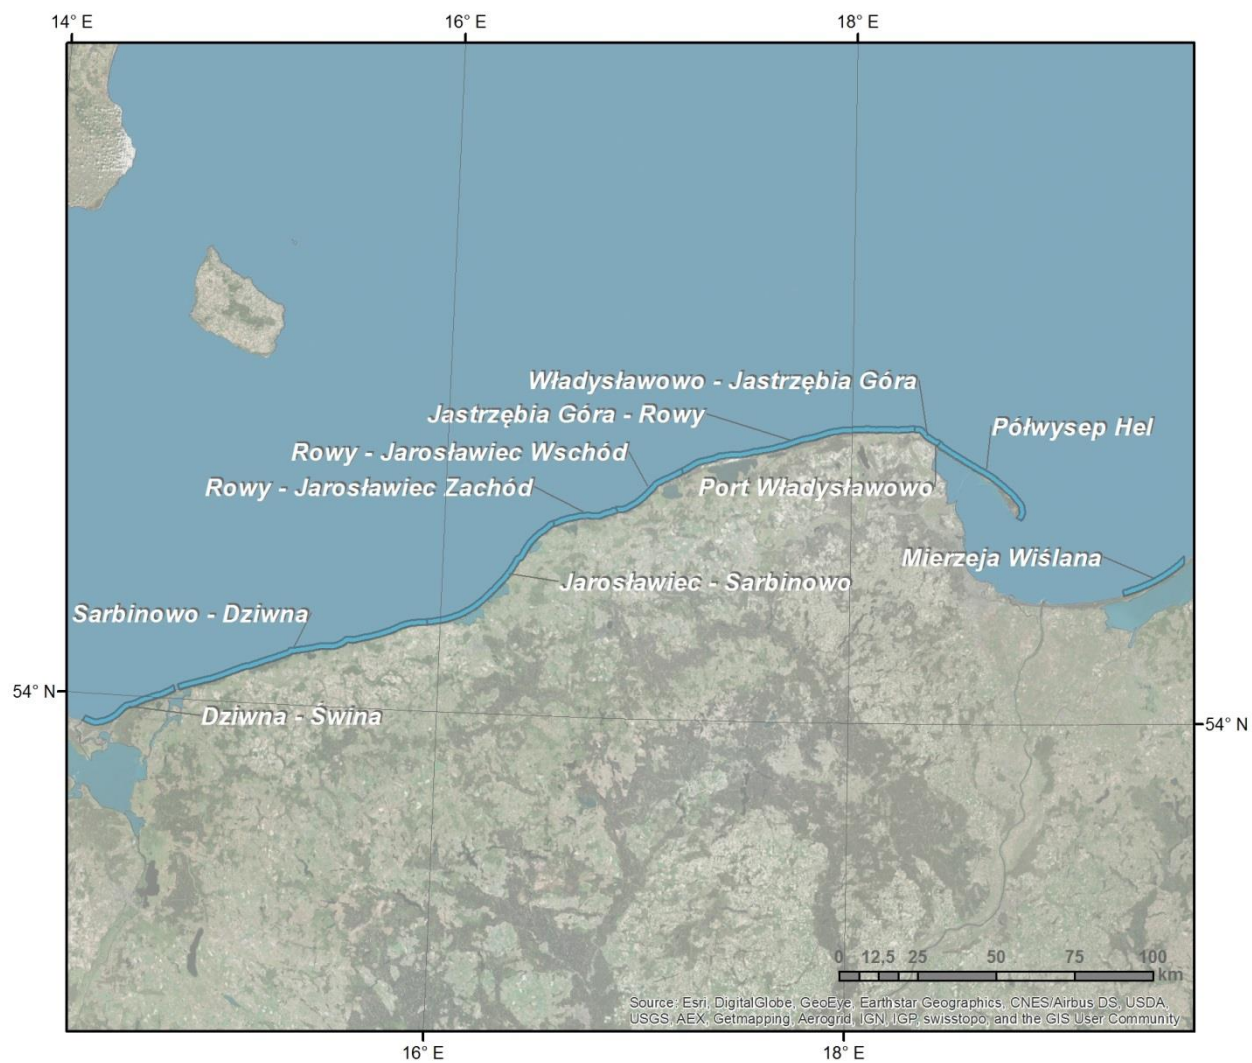 14° E 16° E 18° E
Władysławowo - Jastrzębia Góra
Jastrzębia Góra - Rowy
Półwysep Hel
Rowy - Jarosławiec Wschód
Rowy - Jarosławiec Zachód
Port Władysławowo
Mierzeja Wiślana
Jarosławiec - Sarbinowo
Sarbinowo - Dziwna
54° N
Dziwna - Świna
54° N
0 12,5 25 50 75 100
km
Source: Esri, DigitalGlobe, GeoEye, Earthstar Geographics, CNES/Airbus DS, USDA,
USGS, AEX, Getmapping, Aerogrid, IGN, IGP, swisstopo, and the GIS User Community
16° E 18° E